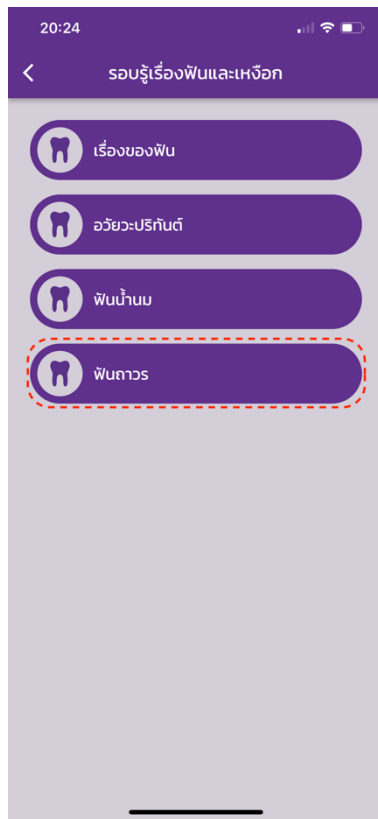 20:24
รอบรู้เรื่องฟันและเหงือก
เรื่องของฟัน
อวัยวะปริทันต์
ฟันน้ำนม
ฟันถาวร